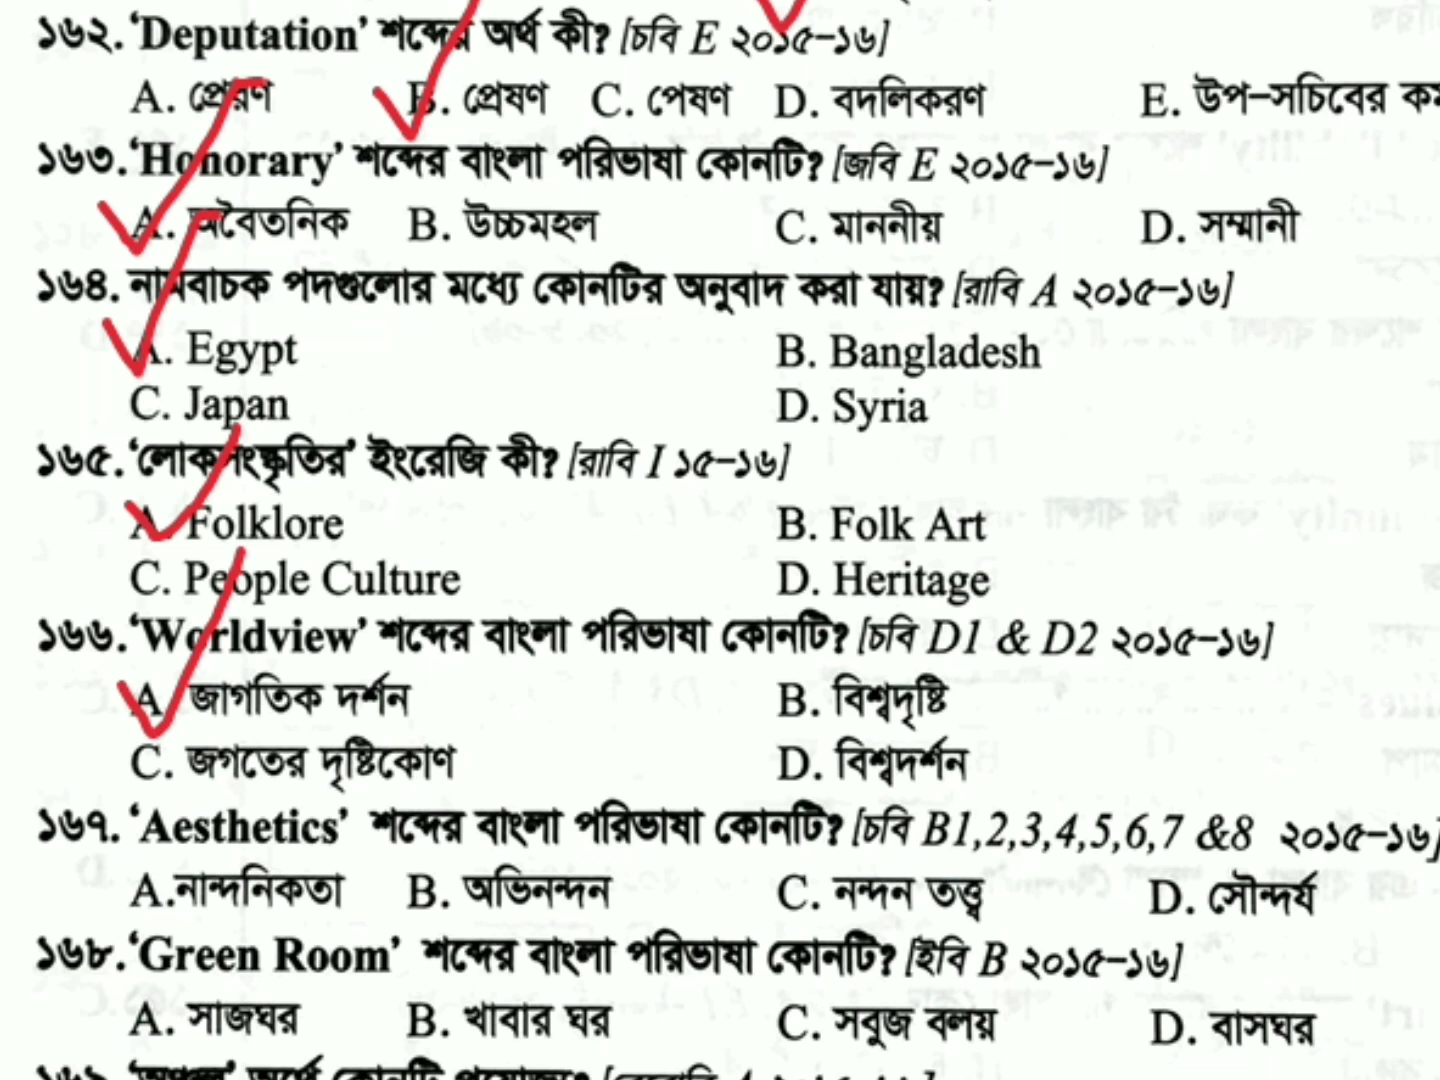 ১৬২. ‘Deputation’ শব্দের অর্থ কী? [চবি E ২০১৫–১৬]
A. প্রেরণ B. প্রেষণ C. পেষণ D. বদলিকরণ E. উপ–সচিবের
১৬৩. ‘Honorary’ শব্দের বাংলা পরিভাষা কোনটি? [জবি E ২০১৫–১৬]
A. অবৈতনিক B. উচ্চমহল C. মাননীয় D. সম্মানী
১৬৪. নামবাচক পদগুলোর মধ্যে কোনটির অনুবাদ করা যায়? [রাবি A ২০১৫–১৬]
A. Egypt B. Bangladesh
C. Japan D. Syria
১৬৫. ‘লোকসংস্কৃতির’ ইংরেজি কী? [রাবি I ১৫–১৬]
A. Folklore B. Folk Art
C. People Culture D. Heritage
১৬৬. ‘Worldview’ শব্দের বাংলা পরিভাষা কোনটি? [চবি D1 & D2 ২০১৫–১৬]
A. জাগতিক দর্শন B. বিশ্বদৃষ্টি
C. জগতের দৃষ্টিকোণ D. বিশ্বদর্শন
১৬৭. ‘Aesthetics’ শব্দের বাংলা পরিভাষা কোনটি? [চবি B1,2,3,4,5,6,7 &8 ২০১৫–১৬]
A.নান্দনিকতা B. অভিনন্দন C. নন্দন তত্ত্ব D. সৌন্দর্য
১৬৮. ‘Green Room’ শব্দের বাংলা পরিভাষা কোনটি? [ইবি B ২০১৫–১৬]
A. সাজঘর B. খাবার ঘর C. সবুজ বলয় D. বাসঘর